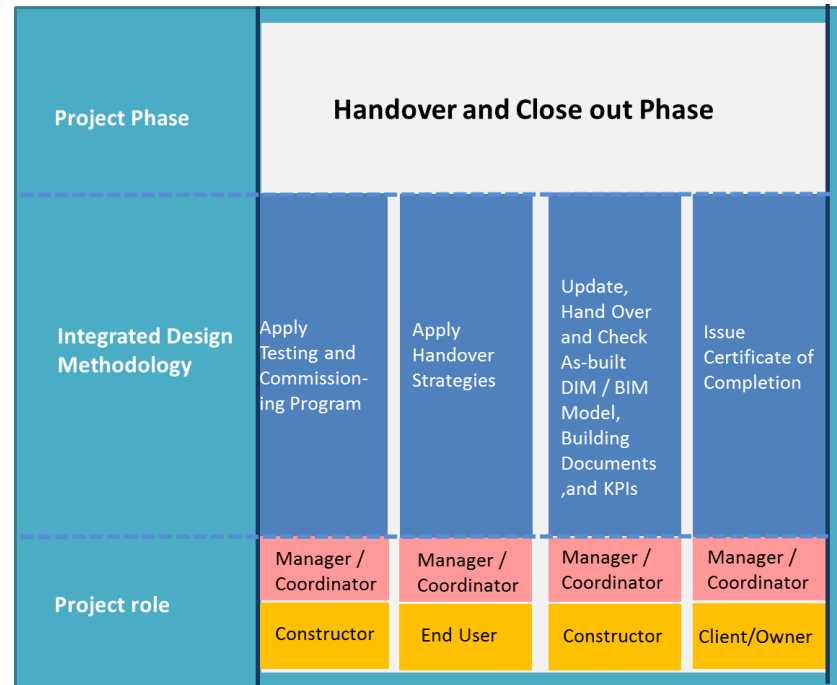 Project Phase
Handover and Close out Phase
Integrated Design
Methodology
Apply
Testing and
Commission-
ing Program
Apply
Handover
Strategies
Update,
Hand Over
and Check
As-built
DIM / BIM
Model,
Building
Documents
,and KPIs
Issue
Certificate of
Completion
Project role
Manager /
Coordinator
Manager /
Coordinator
Manager /
Coordinator
Manager /
Coordinator
Constructor
End User
Constructor
Client/Owner